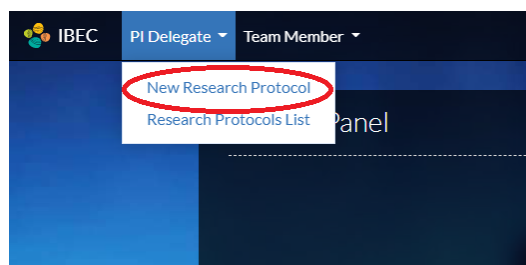 IBEC PI Delegate Team Member
New Research Protocol
Research Protocols List
Panel